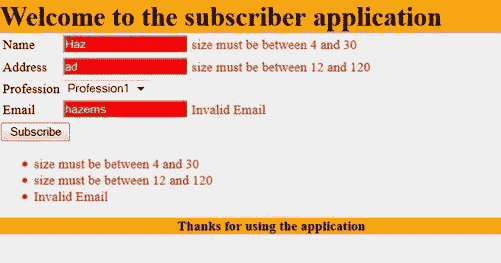 Welcome to the subscriber application
Name Haz size must be between 4 and 30
Address ad size must be between 12 and 120
Profession Profession1
Email hazems Invalid Email
Subscribe
size must be between 4 and 30
size must be between 12 and 120
Invalid Email
Thanks for using the application